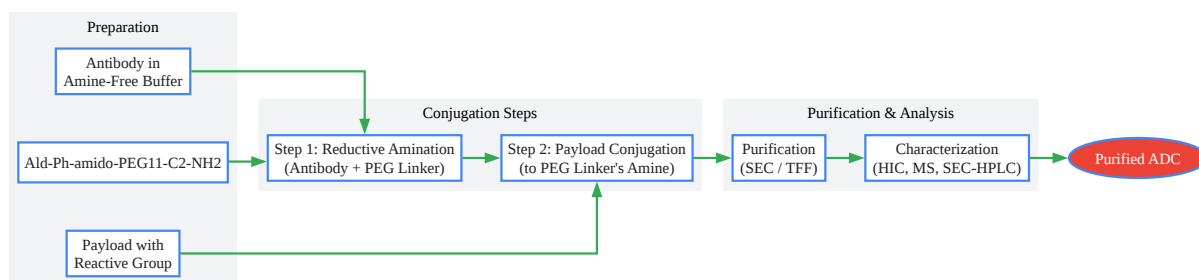 Preparation
Antibody in
Amine-Free Buffer
Ald-Ph-amido-PEG11-C2-NH2
Payload with
Reactive Group
Conjugation Steps
Step 1: Reductive Amination
(Antibody + PEG Linker)
Step 2: Payload Conjugation
(to PEG Linker's Amine)
Purification & Analysis
Purification
(SEC / TFF)
Characterization
(HIC, MS, SEC-HPLC)
Purified ADC